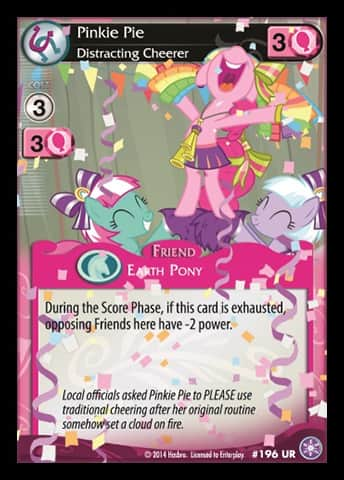 Pinkie Pie
Distracting Cheerer
3
COST
3
3
FRIEND
EARTH PONY
During the Score Phase, if this card is exhausted,
opposing Friends here have -2 power.
Local officials asked Pinkie Pie to PLEASE use
traditional cheering after her original routine
somehow set a cloud on fire.
© 2014 Hasbro. Licensed to Enterplay.
#196 UR